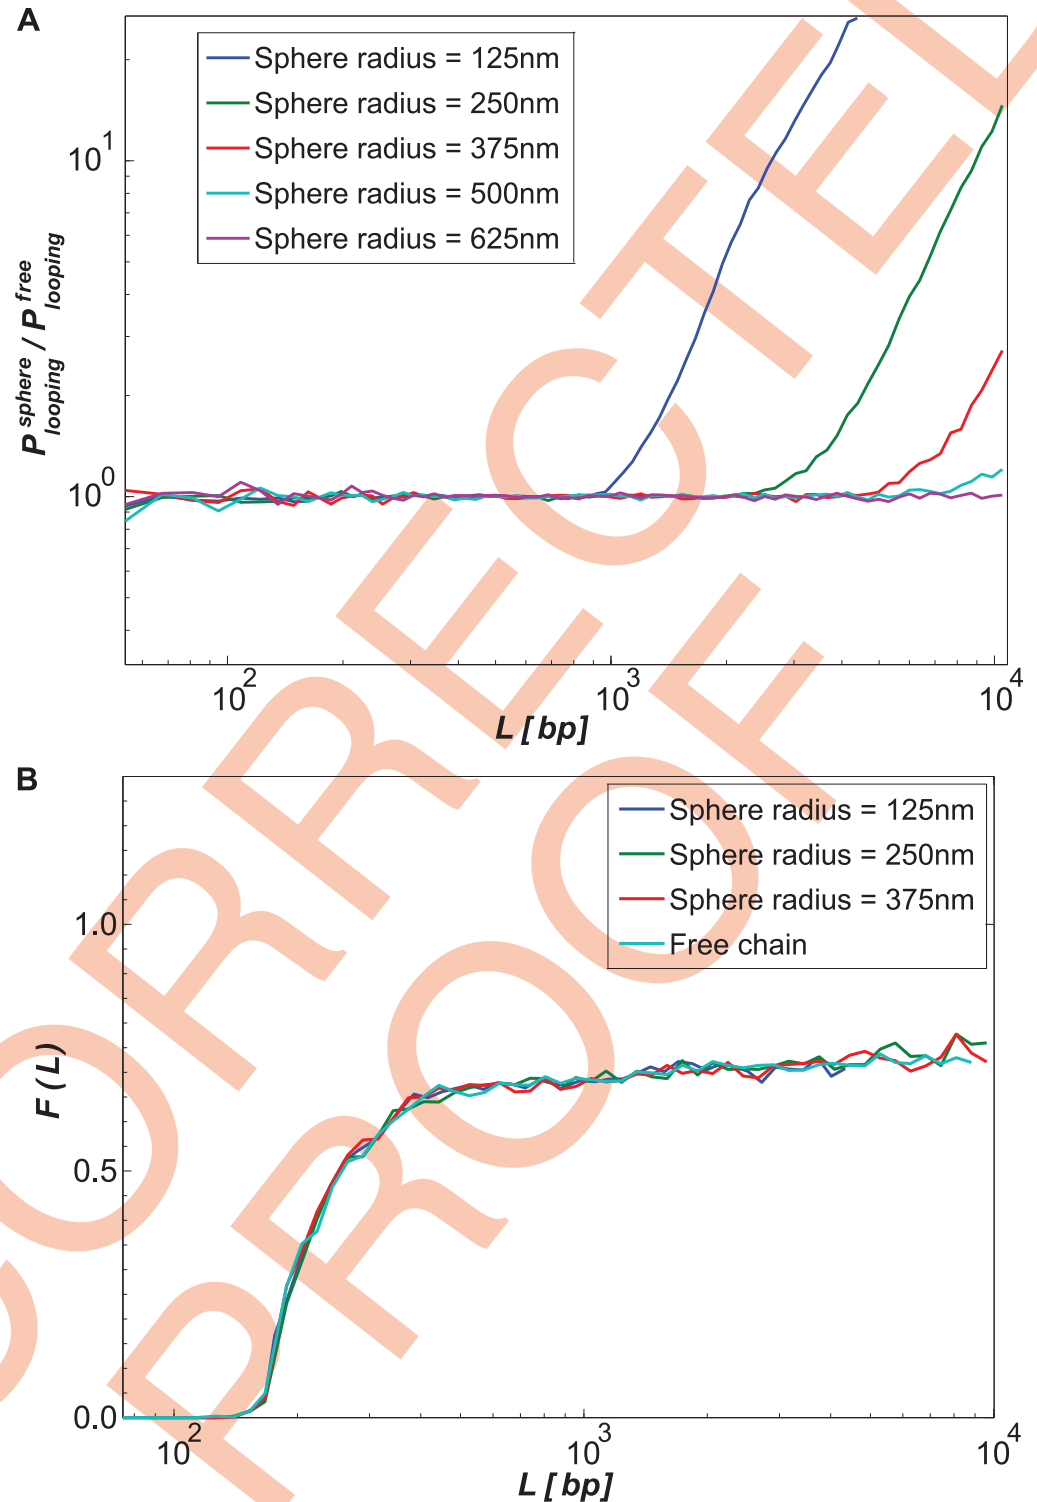 A
Sphere radius = 125nm
Sphere radius = 250nm
Sphere radius = 375nm
Sphere radius = 500nm
Sphere radius = 625nm
10^1
10^0
P_looping^sphere / P_looping^free
10^2 10^3 10^4
L [ bp]
B
Sphere radius = 125nm
Sphere radius = 250nm
Sphere radius = 375nm
Free chain
1.0
0.5
0.0
F ( L )
10^2 10^3 10^4
L [ bp]
CORRECTED
PROOF